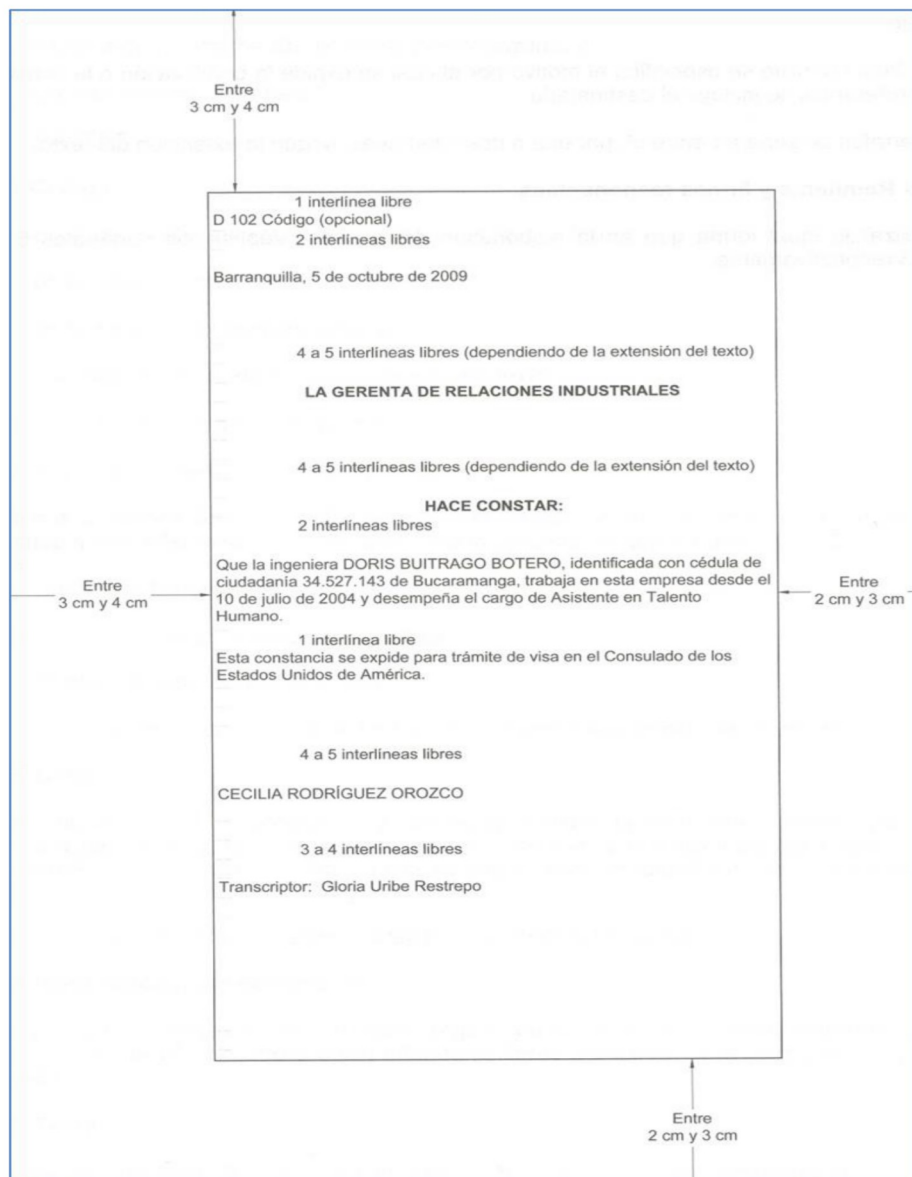 Entre
3 cm y 4 cm
1 interlínea libre
D 102 Código (opcional)
2 interlíneas libres
Barranquilla, 5 de octubre de 2009
4 a 5 interlíneas libres (dependiendo de la extensión del texto)
LA GERENTA DE RELACIONES INDUSTRIALES
4 a 5 interlíneas libres (dependiendo de la extensión del texto)
HACE CONSTAR:
2 interlíneas libres
Que la ingeniera DORIS BUITRAGO BOTERO, identificada con cédula de
ciudadanía 34.527.143 de Bucaramanga, trabaja en esta empresa desde el
10 de julio de 2004 y desempeña el cargo de Asistente en Talento
Humano.
Entre
3 cm y 4 cm
Entre
2 cm y 3 cm
1 interlínea libre
Esta constancia se expide para trámite de visa en el Consulado de los
Estados Unidos de América.
4 a 5 interlíneas libres
CECILIA RODRÍGUEZ OROZCO
3 a 4 interlíneas libres
Transcriptor: Gloria Uribe Restrepo
Entre
2 cm y 3 cm